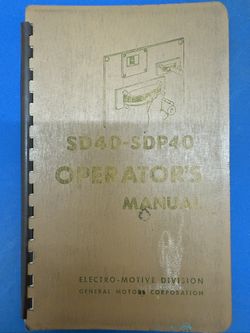 SD40-SDP40
OPERATOR'S
MANUAL
ELECTRO-MOTIVE DIVISION
GENERAL MOTORS CORPORATION